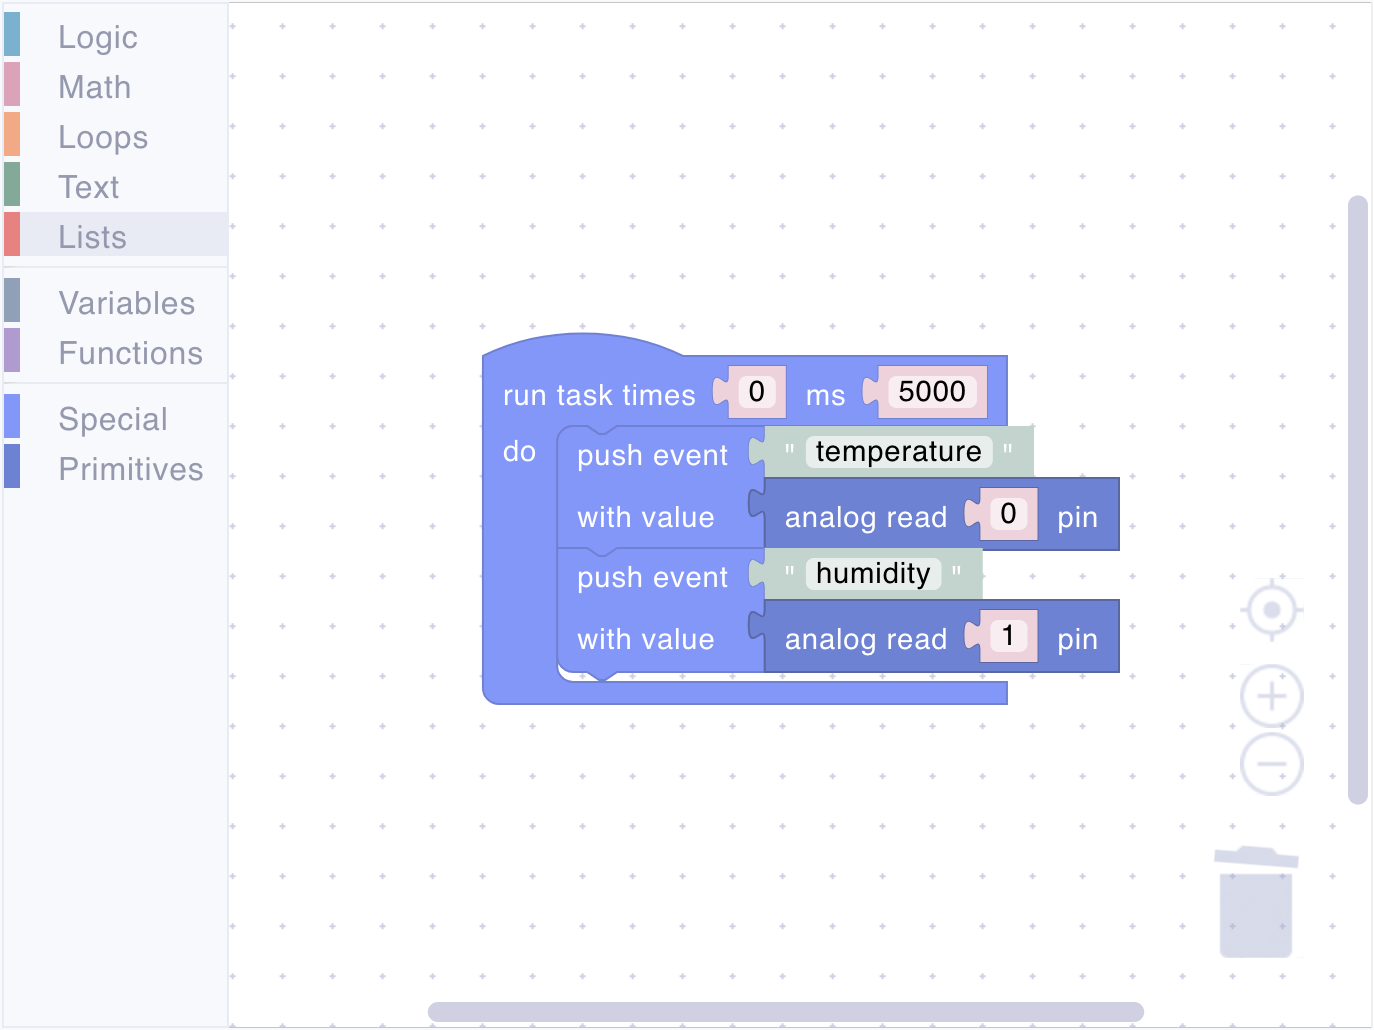 Logic
Math
Loops
Text
Lists
Variables
Functions
Special
Primitives
run task times 0 ms 5000
do push event " temperature "
with value analog read 0 pin
push event " humidity "
with value analog read 1 pin